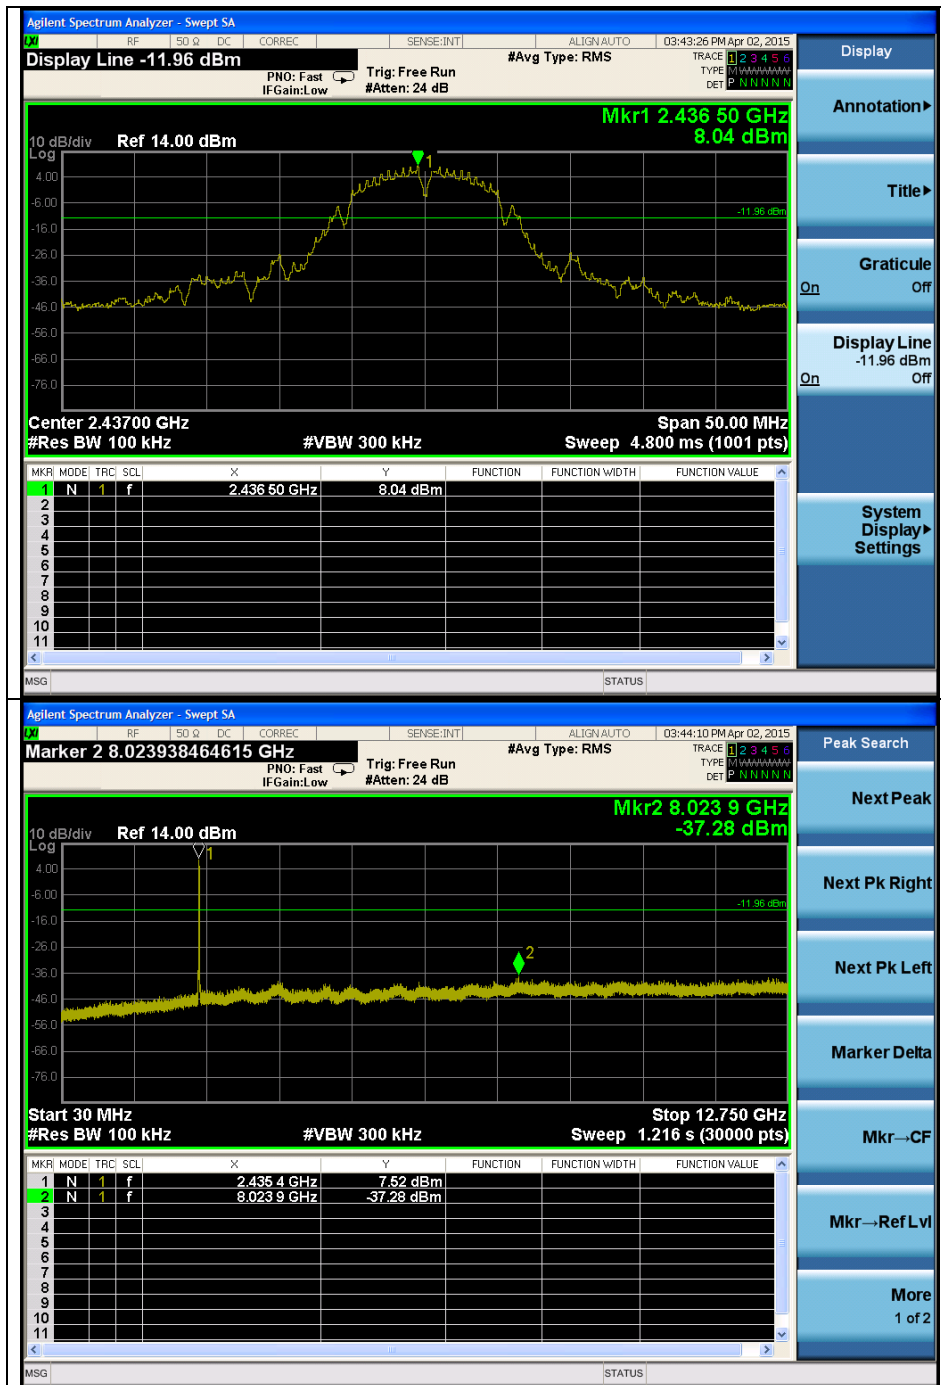 Agilent Spectrum Analyzer - Swept SA
LXI RF 50 Ω DC CORREC SENSE:INT ALIGNAUTO 03:43:26 PM Apr 02, 2015
Display Line -11.96 dBm
PNO: Fast
IFGain:Low
Trig: Free Run
#Atten: 24 dB
#Avg Type: RMS
TRACE 1 2 3 4 5 6
TYPE M
DET P N N N N N
Mkr1 2.436 50 GHz
8.04 dBm
10 dB/div Ref 14.00 dBm
Log
1
4.00
-6.00
-11.96 dBm
-16.0
-26.0
-36.0
-46.0
-56.0
-66.0
-76.0
Center 2.43700 GHz Span 50.00 MHz
#Res BW 100 kHz #VBW 300 kHz Sweep 4.800 ms (1001 pts)
MKR MODE TRC SCL X Y FUNCTION FUNCTION WIDTH FUNCTION VALUE
1 N 1 f 2.436 50 GHz 8.04 dBm
2
3
4
5
6
7
8
9
10
11
MSG STATUS
Display
Annotation
Title
Graticule
On Off
Display Line
-11.96 dBm
On Off
System
Display
Settings
Agilent Spectrum Analyzer - Swept SA
LXI RF 50 Ω DC CORREC SENSE:INT ALIGNAUTO 03:44:10 PM Apr 02, 2015
Marker 2 8.023938464615 GHz
PNO: Fast
IFGain:Low
Trig: Free Run
#Atten: 24 dB
#Avg Type: RMS
TRACE 1 2 3 4 5 6
TYPE M
DET P N N N N N
Mkr2 8.023 9 GHz
-37.28 dBm
10 dB/div Ref 14.00 dBm
Log
1
4.00
-6.00
-11.96 dBm
-16.0
-26.0
2
-36.0
-46.0
-56.0
-66.0
-76.0
Start 30 MHz Stop 12.750 GHz
#Res BW 100 kHz #VBW 300 kHz Sweep 1.216 s (30000 pts)
MKR MODE TRC SCL X Y FUNCTION FUNCTION WIDTH FUNCTION VALUE
1 N 1 f 2.435 4 GHz 7.52 dBm
2 N 1 f 8.023 9 GHz -37.28 dBm
3
4
5
6
7
8
9
10
11
MSG STATUS
Peak Search
Next Peak
Next Pk Right
Next Pk Left
Marker Delta
Mkr→CF
Mkr→Ref Lvl
More
1 of 2